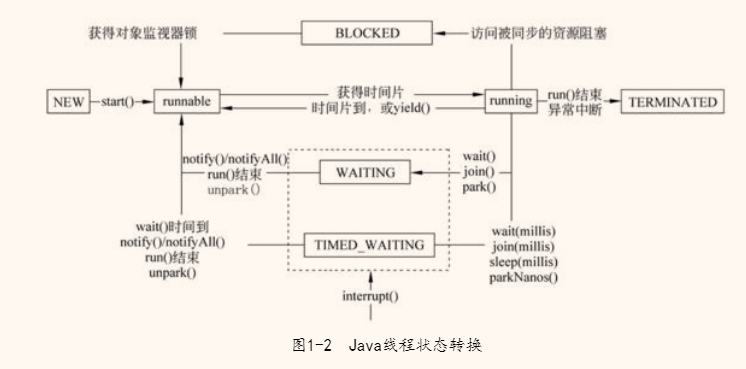 获得对象监视器锁
BLOCKED
访问被同步的资源阻塞
NEW
start()
runnable
获得时间片
时间片到，或yield()
running
run()结束
异常中断
TERMINATED
notify()/notifyAll()
run()结束
unpark()
WAITING
wait()
join()
park()
wait()时间到
notify()/notifyAll()
run()结束
unpark()
TIMED_WAITING
wait(millis)
join(millis)
sleep(millis)
parkNanos()
interrupt()
图1-2 Java线程状态转换